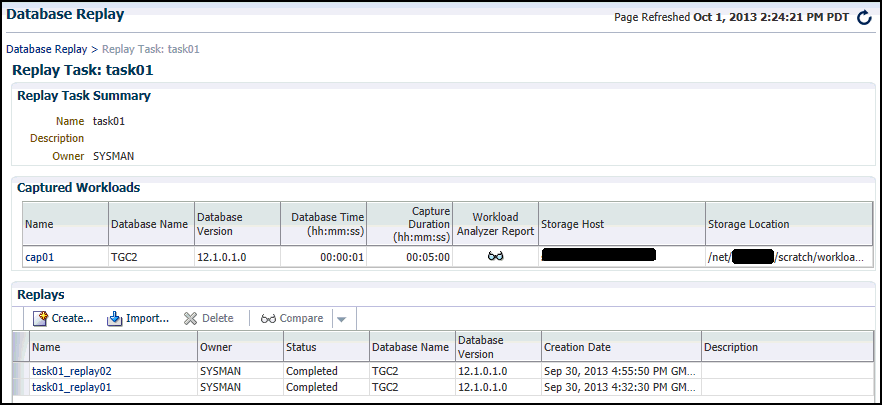 Database Replay
Page Refreshed Oct 1, 2013 2:24:21 PM PDT
Database Replay > Replay Task: task01
Replay Task: task01
Replay Task Summary
Name task01
Description
Owner SYSMAN
Captured Workloads
Name Database Name Database Version Database Time (hh:mm:ss) Capture Duration (hh:mm:ss) Workload Analyzer Report Storage Host Storage Location
cap01 TGC2 12.1.0.1.0 00:00:01 00:05:00 /net/ /scratch/workloa...
Replays
Create... Import... Delete Compare
Name Owner Status Database Name Database Version Creation Date Description
task01_replay02 SYSMAN Completed TGC2 12.1.0.1.0 Sep 30, 2013 4:55:50 PM GM...
task01_replay01 SYSMAN Completed TGC2 12.1.0.1.0 Sep 30, 2013 4:32:30 PM GM...